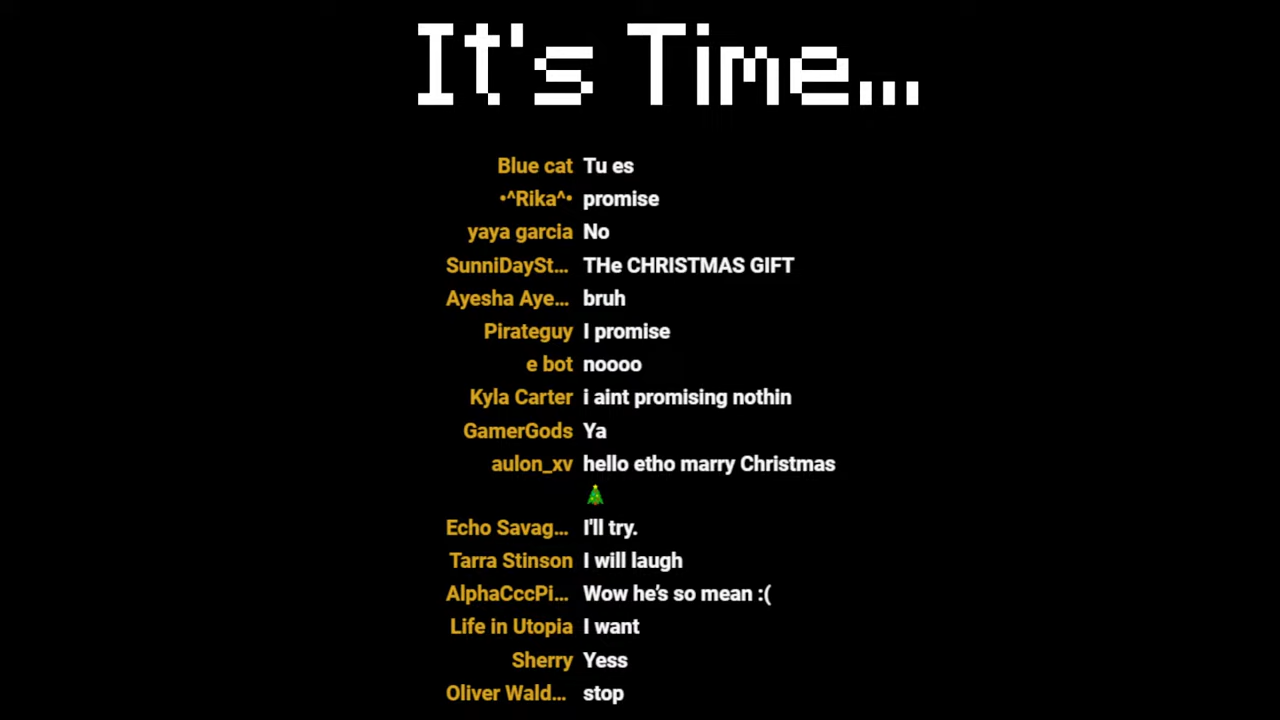 It's Time...
Blue cat Tu es
•^Rika^• promise
yaya garcia No
SunniDaySt... THe CHRISTMAS GIFT
Ayesha Aye... bruh
Pirateguy I promise
e bot noooo
Kyla Carter i aint promising nothin
GamerGods Ya
aulon_xv hello etho marry Christmas
🎄
Echo Savag... I'll try.
Tarra Stinson I will laugh
AlphaCccPi... Wow he's so mean :(
Life in Utopia I want
Sherry Yess
Oliver Wald... stop